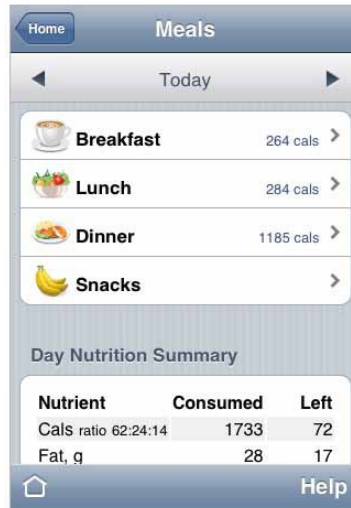 Home Meals
Today
Breakfast 264 cals
Lunch 284 cals
Dinner 1185 cals
Snacks
Day Nutrition Summary
Nutrient Consumed Left
Cals ratio 62:24:14 1733 72
Fat, g 28 17
Help